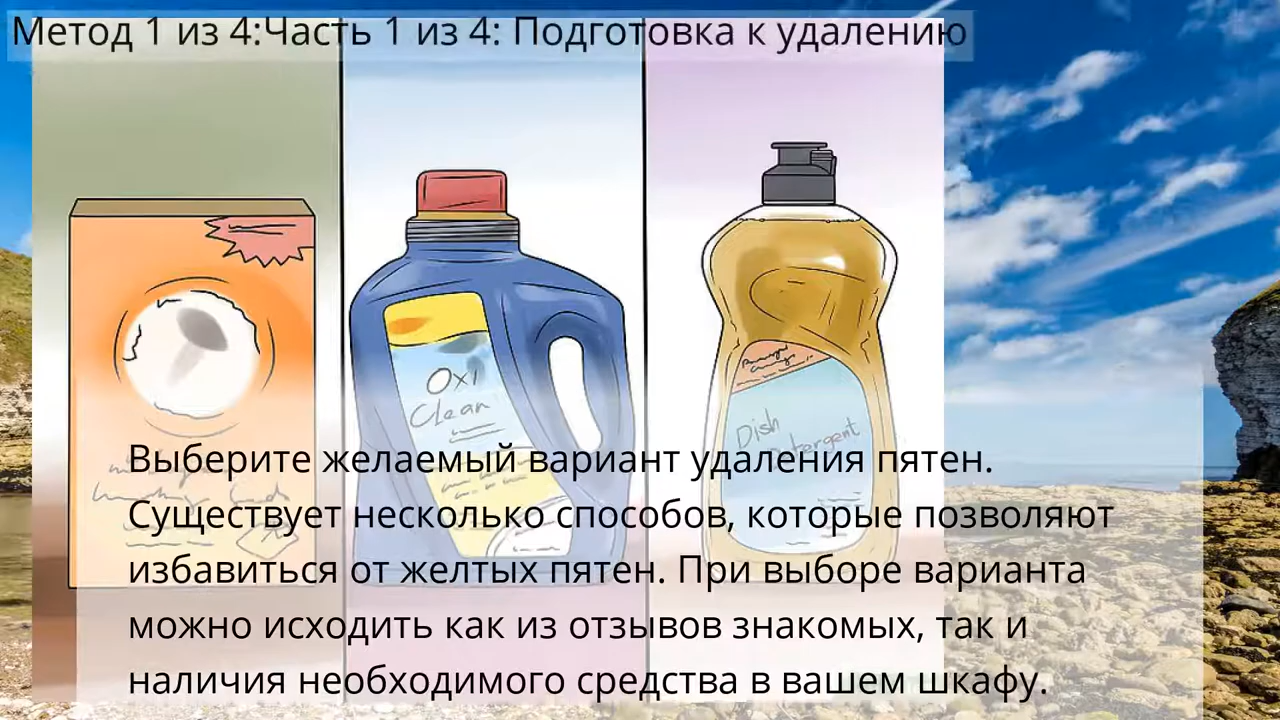 Метод 1 из 4:Часть 1 из 4: Подготовка к удалению
Oxi
Clean
Dish
Detergent
Выберите желаемый вариант удаления пятен.
Существует несколько способов, которые позволяют
избавиться от желтых пятен. При выборе варианта
можно исходить как из отзывов знакомых, так и
наличия необходимого средства в вашем шкафу.